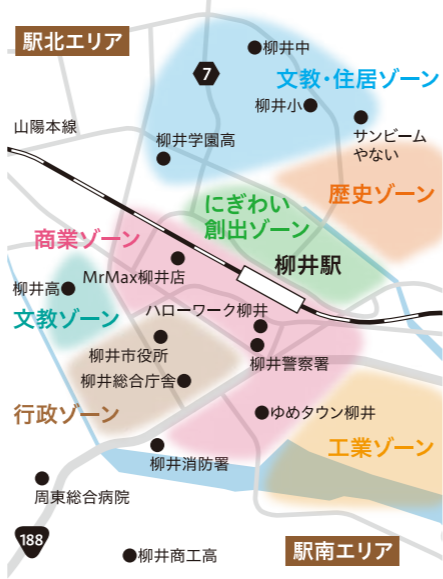 駅北エリア
柳井中
7
文教・住居ゾーン
柳井小
サンビーム
やない
山陽本線
柳井学園高
歴史ゾーン
にぎわい
創出ゾーン
商業ゾーン
柳井駅
MrMax柳井店
柳井高
ハローワーク柳井
文教ゾーン
柳井市役所
柳井警察署
柳井総合庁舎
行政ゾーン
ゆめタウン柳井
工業ゾーン
柳井消防署
周東総合病院
188
柳井商工高
駅南エリア